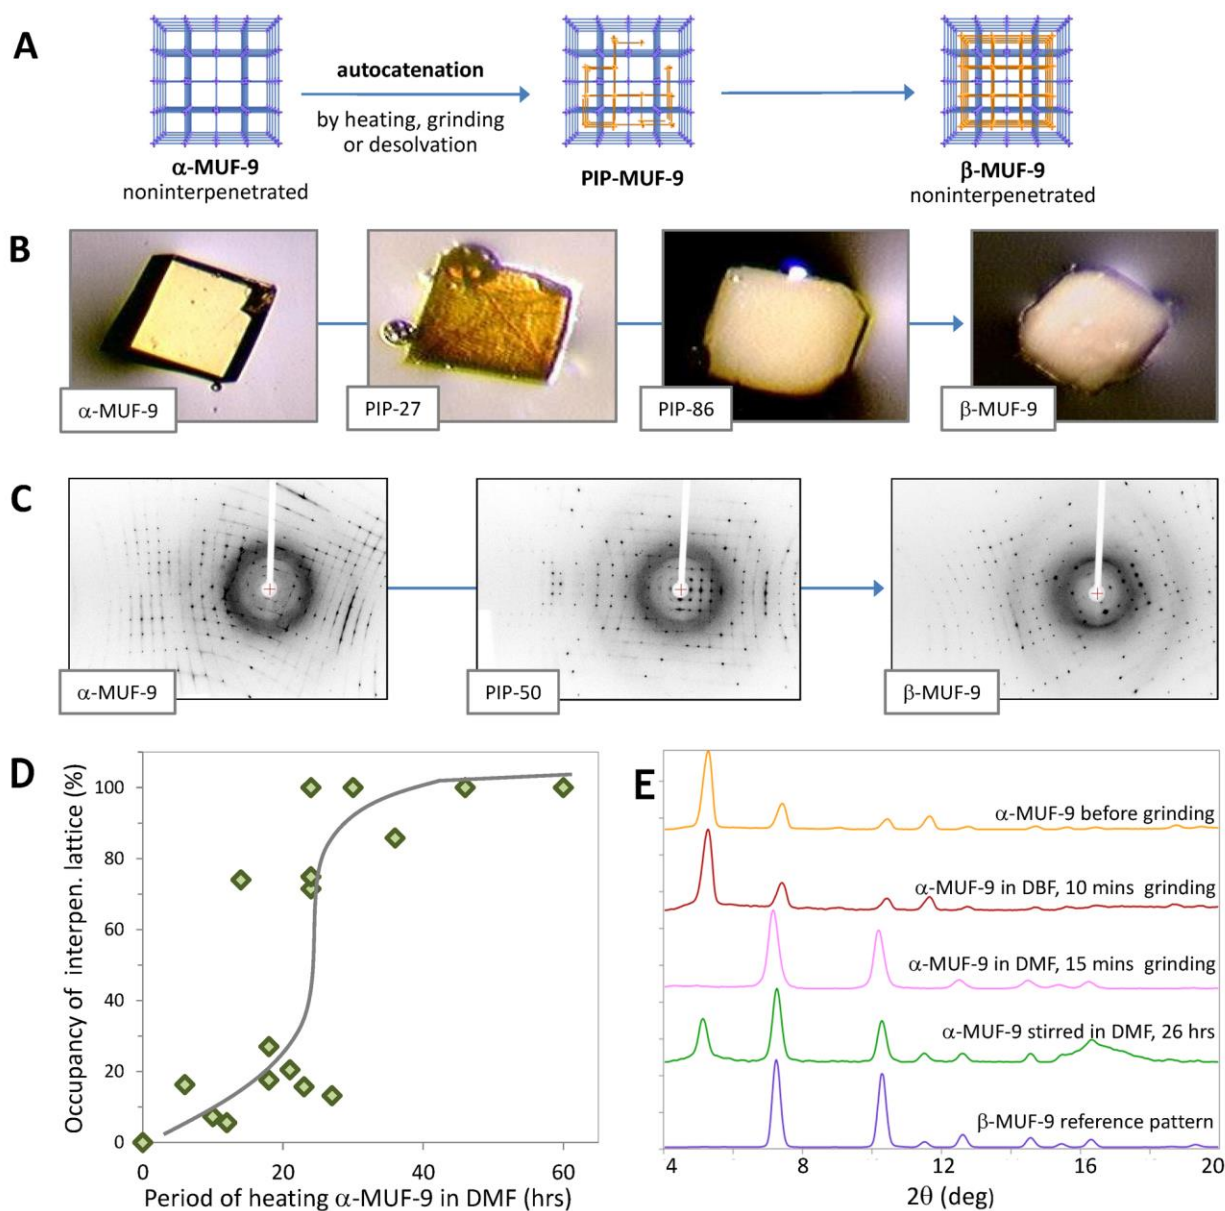 A
autocatenation
by heating, grinding
or desolvation
α-MUF-9
noninterpenetrated
PIP-MUF-9
β-MUF-9
noninterpenetrated
B
α-MUF-9
PIP-27
PIP-86
β-MUF-9
C
α-MUF-9
PIP-50
β-MUF-9
D
Occupancy of interpen. lattice (%)
100
80
60
40
20
0
0
20
40
60
Period of heating α-MUF-9 in DMF (hrs)
E
α-MUF-9 before grinding
α-MUF-9 in DBF, 10 mins grinding
α-MUF-9 in DMF, 15 mins grinding
α-MUF-9 stirred in DMF, 26 hrs
β-MUF-9 reference pattern
4
8
12
16
20
2θ (deg)